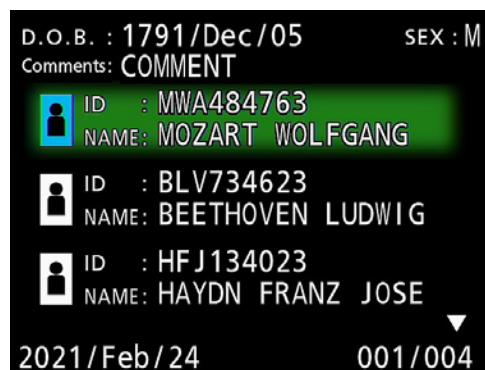 D.O.B. : 1791/Dec/05 SEX : M
Comments: COMMENT
ID : MWA484763
NAME: MOZART WOLFGANG
ID : BLV734623
NAME: BEETHOVEN LUDWIG
ID : HFJ134023
NAME: HAYDN FRANZ JOSE
2021/Feb/24 001/004